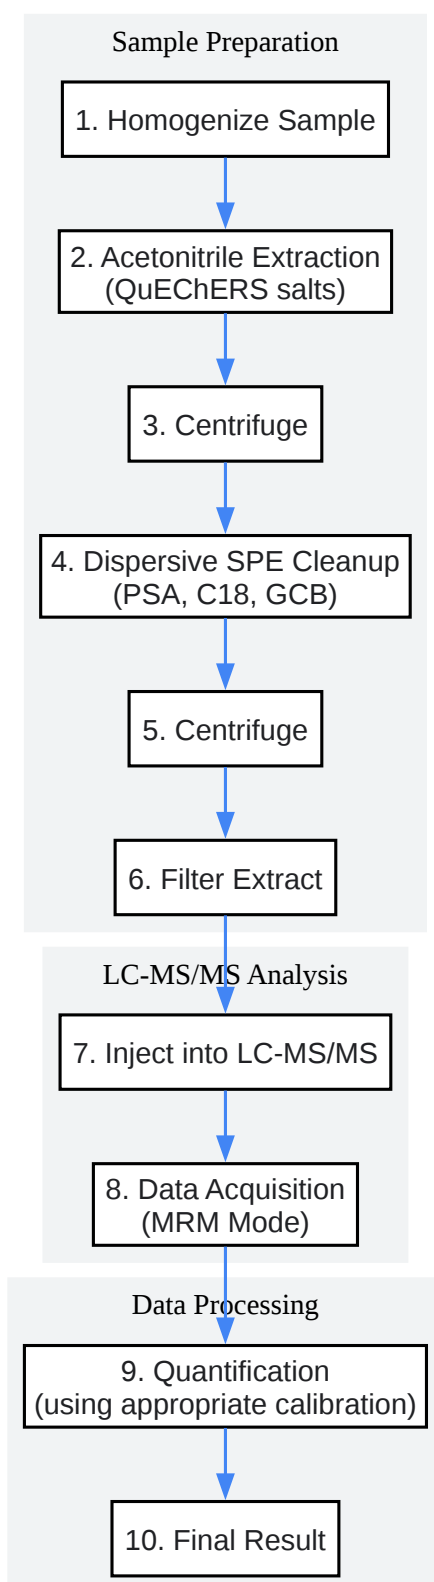 Sample Preparation
1. Homogenize Sample
2. Acetonitrile Extraction
(QuEChERS salts)
3. Centrifuge
4. Dispersive SPE Cleanup
(PSA, C18, GCB)
5. Centrifuge
6. Filter Extract
LC-MS/MS Analysis
7. Inject into LC-MS/MS
8. Data Acquisition
(MRM Mode)
Data Processing
9. Quantification
(using appropriate calibration)
10. Final Result